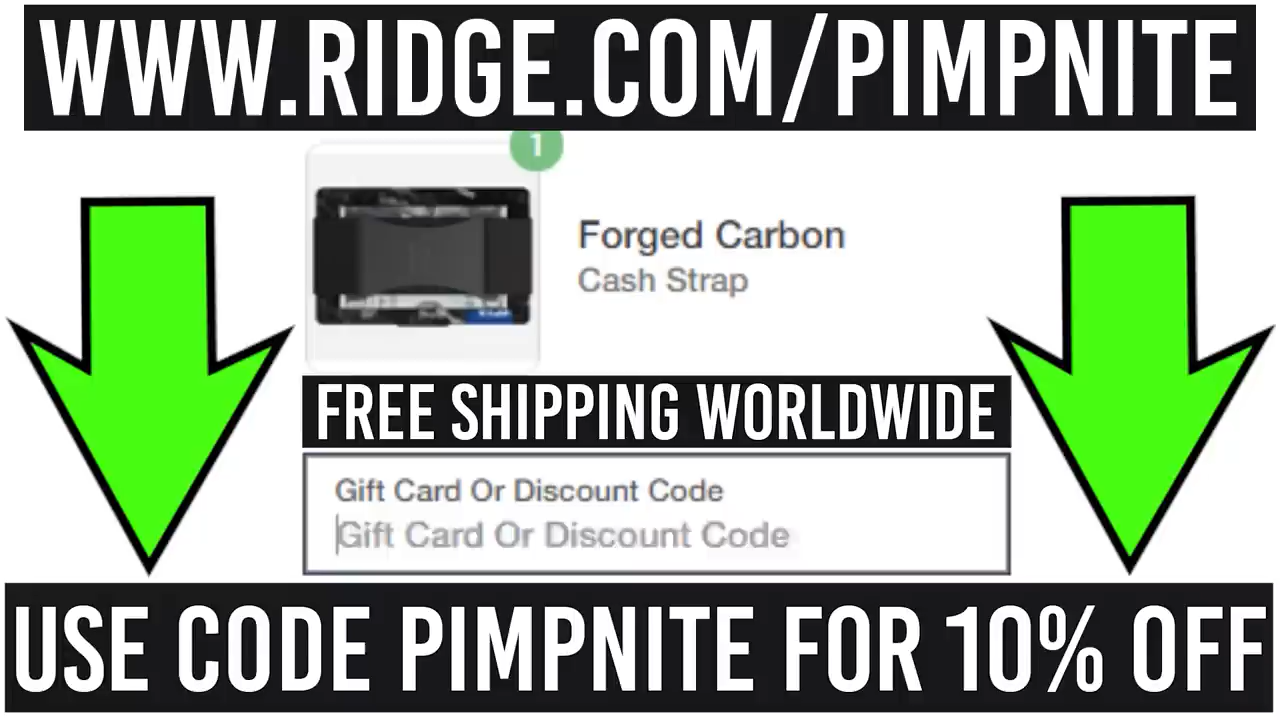 WWW.RIDGE.COM/PIMPNITE
1
Forged Carbon
Cash Strap
FREE SHIPPING WORLDWIDE
Gift Card Or Discount Code
Gift Card Or Discount Code
USE CODE PIMPNITE FOR 10% OFF